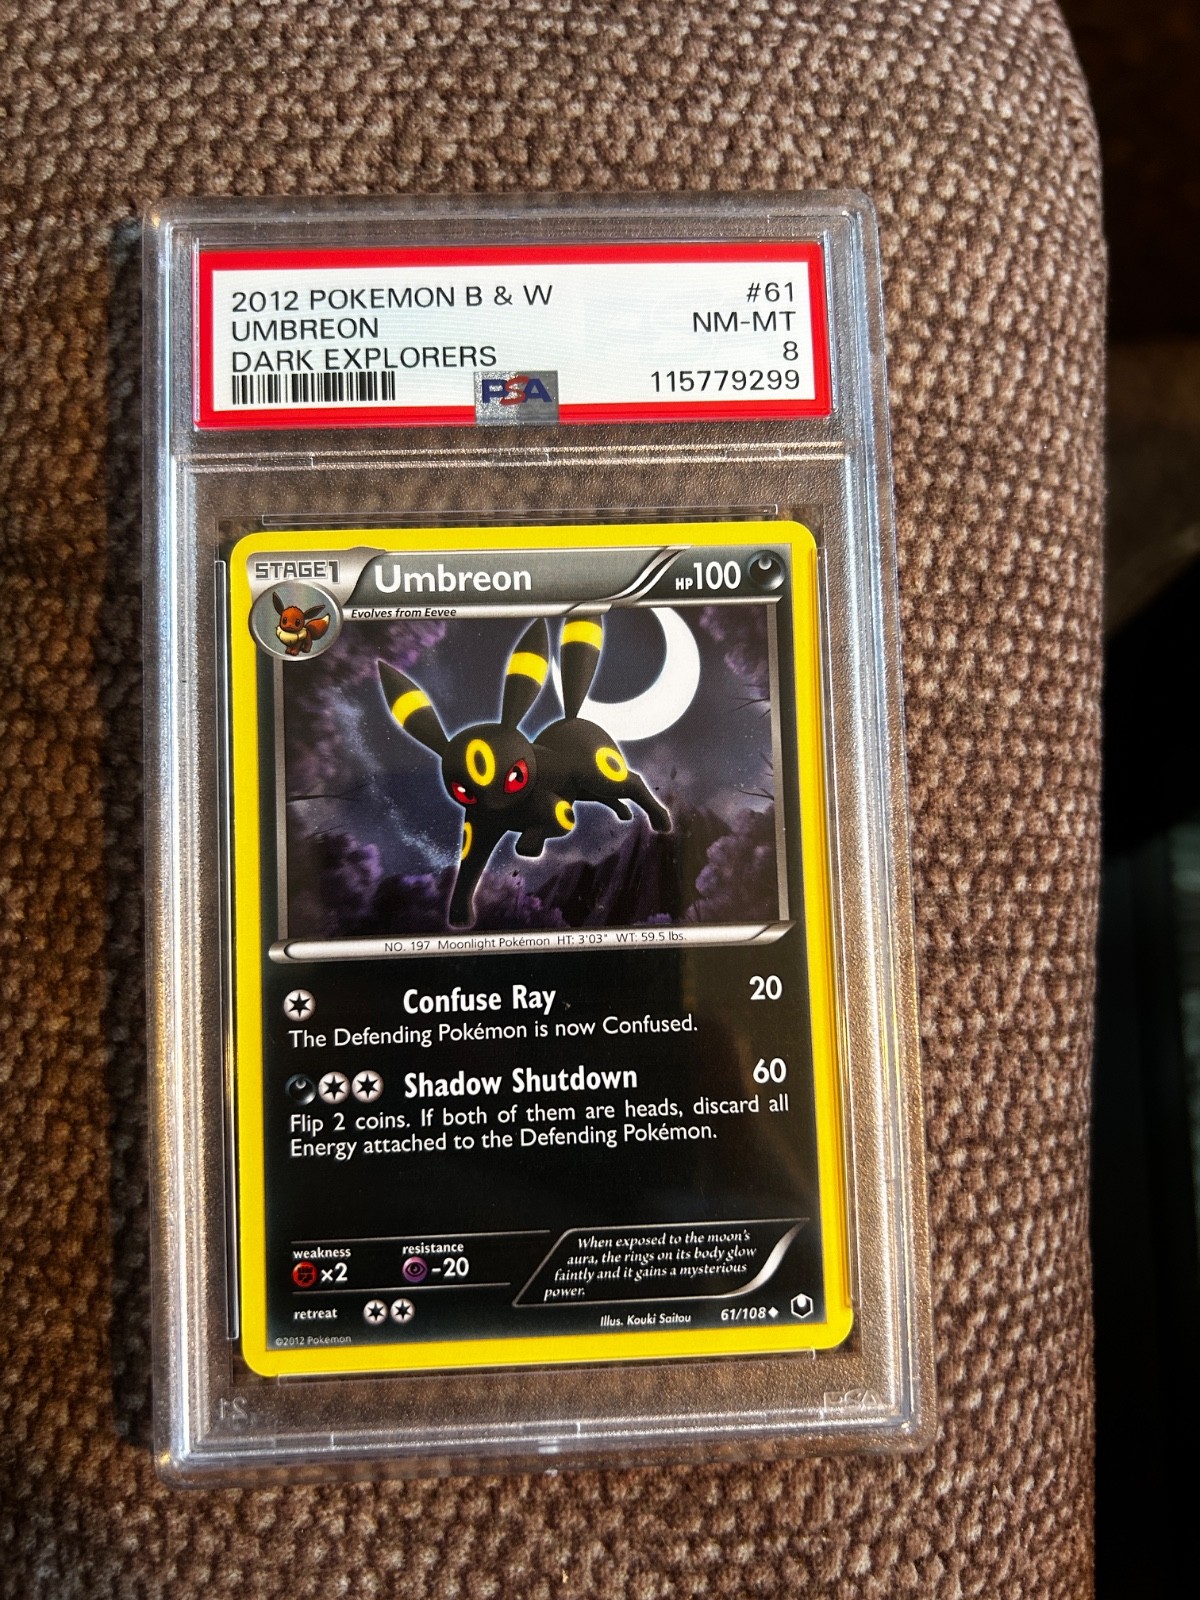 2012 POKEMON B & W #61
UMBREON NM-MT
DARK EXPLORERS 8
PSA 115779299
STAGE1 Umbreon HP100
Evolves from Eevee
NO. 197 Moonlight Pokémon HT: 3'03" WT: 59.5 lbs.
Confuse Ray 20
The Defending Pokémon is now Confused.
Shadow Shutdown 60
Flip 2 coins. If both of them are heads, discard all
Energy attached to the Defending Pokémon.
weakness resistance
×2 -20
When exposed to the moon's
aura, the rings on its body glow
faintly and it gains a mysterious
power.
retreat
Illus. Kouki Saitou 61/108
©2012 Pokémon
PSA